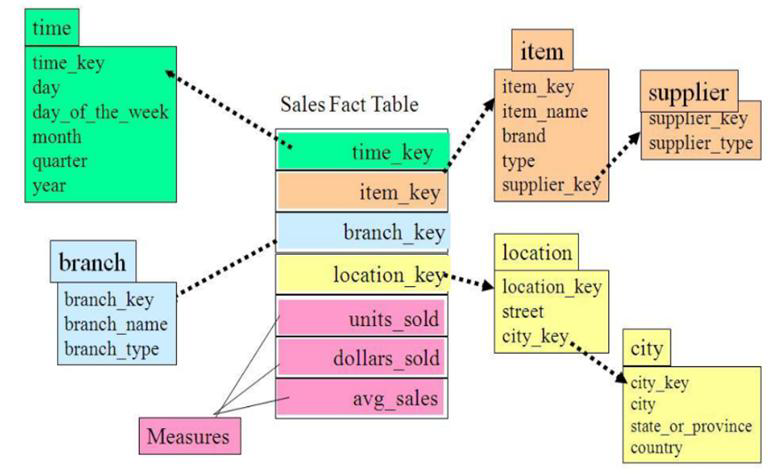 time
time_key
day
day_of_the_week
month
quarter
year
Sales Fact Table
time_key
item_key
branch_key
location_key
units_sold
dollars_sold
avg_sales
Measures
branch
branch_key
branch_name
branch_type
item
item_key
item_name
brand
type
supplier_key
supplier
supplier_key
supplier_type
location
location_key
street
city_key
city
city_key
city
state_or_province
country